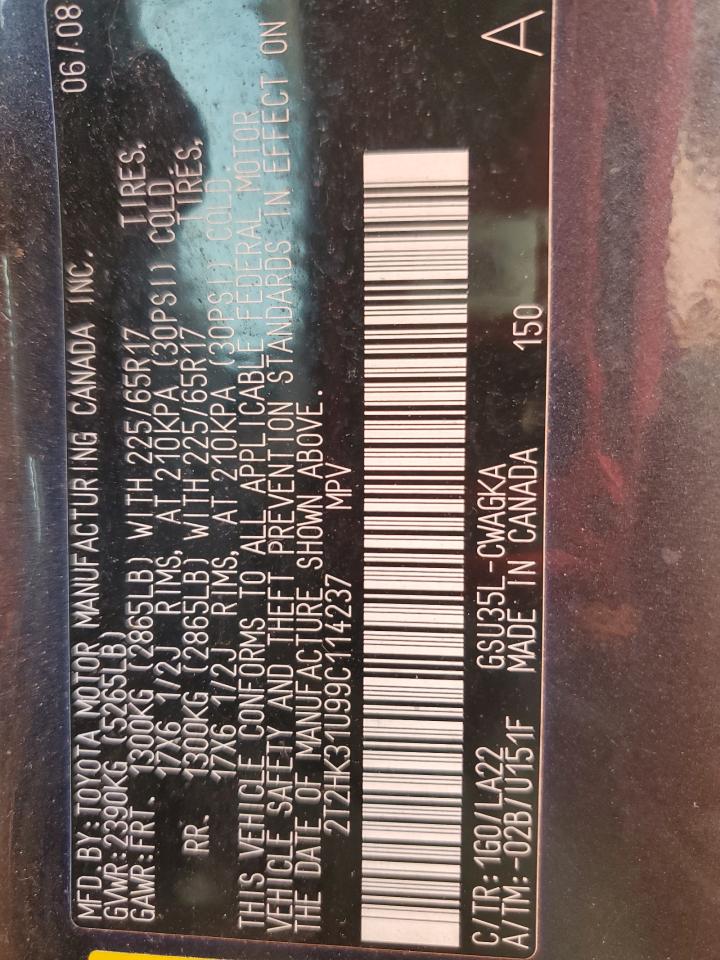 MFD. BY: TOYOTA MOTOR MANUFACTURING CANADA INC. 06/08
GVWR: 2390KG (5265LB)
GAWR: FRT. 1300KG (2865LB) WITH 225/65R17 TIRES,
17X6 1/2J RIMS, AT 210KPA (30PSI) COLD.
RR. 1300KG (2865LB) WITH 225/65R17 TIRES,
17X6 1/2J RIMS, AT 210KPA (30PSI) COLD.
THIS VEHICLE CONFORMS TO ALL APPLICABLE FEDERAL MOTOR
VEHICLE SAFETY AND THEFT PREVENTION STANDARDS IN EFFECT ON
THE DATE OF MANUFACTURE SHOWN ABOVE.
2T2HK31U99C114237 MPV
C/TR: 1G0/LA22 GSU35L-CWAGKA A
A/TM: -02B/U151F MADE IN CANADA 150